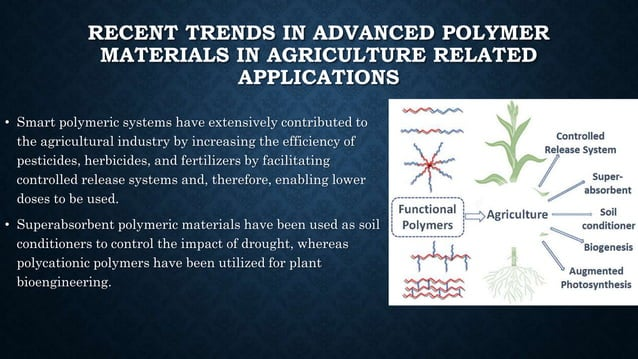 RECENT TRENDS IN ADVANCED POLYMER
MATERIALS IN AGRICULTURE RELATED
APPLICATIONS
• Smart polymeric systems have extensively contributed to
the agricultural industry by increasing the efficiency of
pesticides, herbicides, and fertilizers by facilitating
controlled release systems and, therefore, enabling lower
doses to be used.
• Superabsorbent polymeric materials have been used as soil
conditioners to control the impact of drought, whereas
polycationic polymers have been utilized for plant
bioengineering.
Functional
Polymers
Agriculture
Controlled
Release System
Super-
absorbent
Soil
conditioner
Biogenesis
Augmented
Photosynthesis